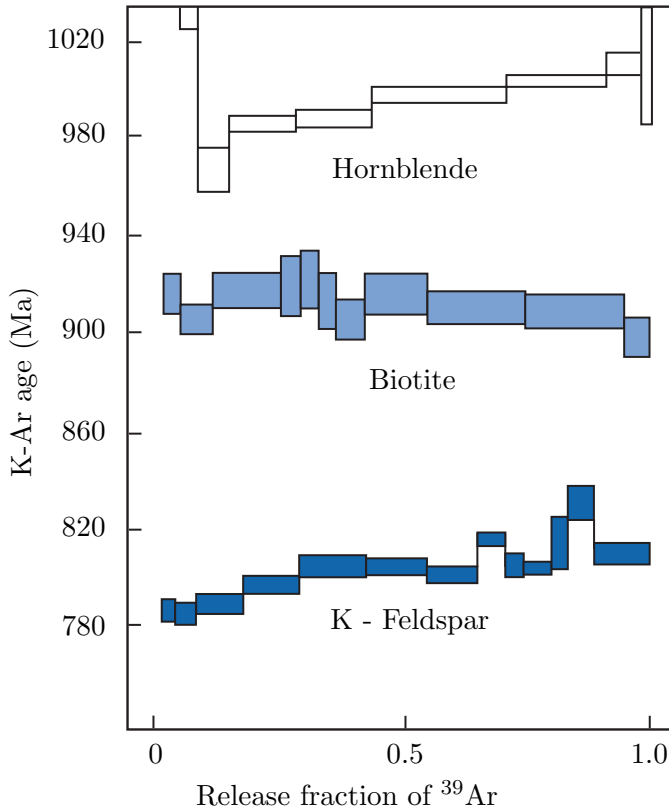 1020
980
Hornblende
940
900
Biotite
860
820
780
K - Feldspar
K-Ar age (Ma)
0 0.5 1.0
Release fraction of ³⁹Ar